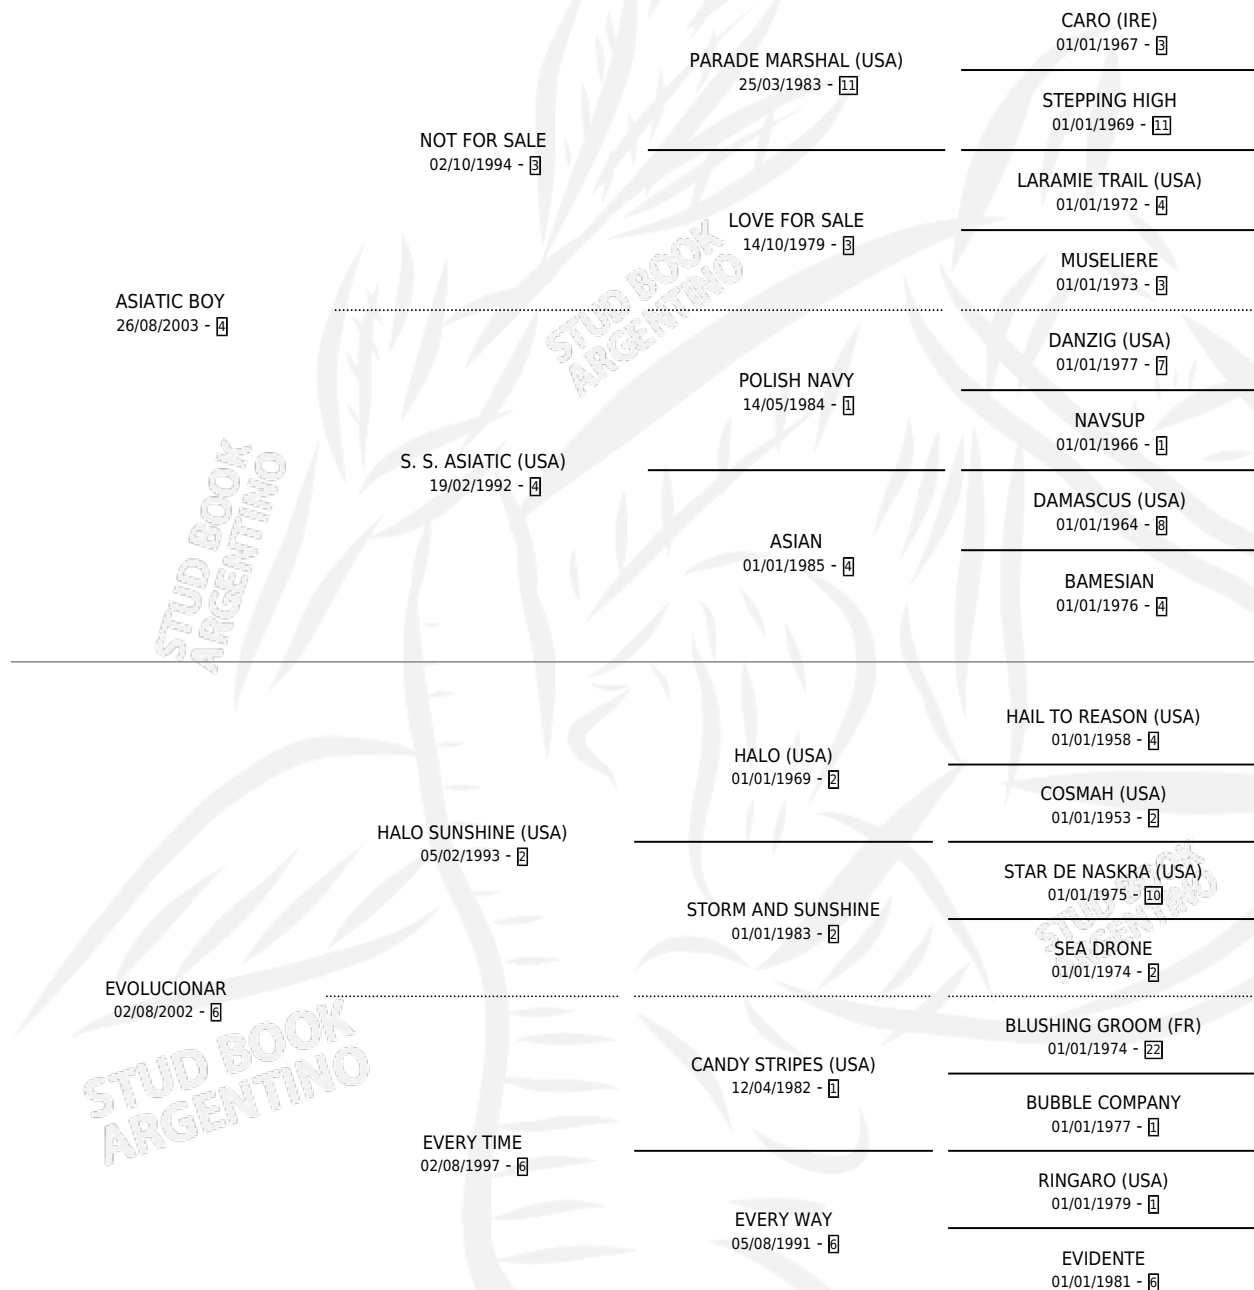 CARO (IRE)
01/01/1967 - 3
PARADE MARSHAL (USA)
25/03/1983 - 11
STEPPING HIGH
01/01/1969 - 11
NOT FOR SALE
02/10/1994 - 3
LARAMIE TRAIL (USA)
01/01/1972 - 4
LOVE FOR SALE
14/10/1979 - 3
MUSELIERE
01/01/1973 - 3
ASIATIC BOY
26/08/2003 - 4
STUD BOOK
ARGENTINO
DANZIG (USA)
01/01/1977 - 7
POLISH NAVY
14/05/1984 - 1
NAVSUP
01/01/1966 - 1
S. S. ASIATIC (USA)
19/02/1992 - 4
DAMASCUS (USA)
01/01/1964 - 8
ASIAN
01/01/1985 - 4
BAMESIAN
01/01/1976 - 4
STUD BOOK
ARGENTINO
HAIL TO REASON (USA)
01/01/1958 - 4
HALO (USA)
01/01/1969 - 2
COSMAH (USA)
01/01/1953 - 2
HALO SUNSHINE (USA)
05/02/1993 - 2
STAR DE NASKRA (USA)
01/01/1975 - 10
STORM AND SUNSHINE
01/01/1983 - 2
SEA DRONE
01/01/1974 - 2
STUD BOOK
ARGENTINO
EVOLUCIONAR
02/08/2002 - 6
STUD BOOK
ARGENTINO
BLUSHING GROOM (FR)
01/01/1974 - 22
CANDY STRIPES (USA)
12/04/1982 - 1
BUBBLE COMPANY
01/01/1977 - 1
EVERY TIME
02/08/1997 - 6
RINGARO (USA)
01/01/1979 - 1
EVERY WAY
05/08/1991 - 6
EVIDENTE
01/01/1981 - 6